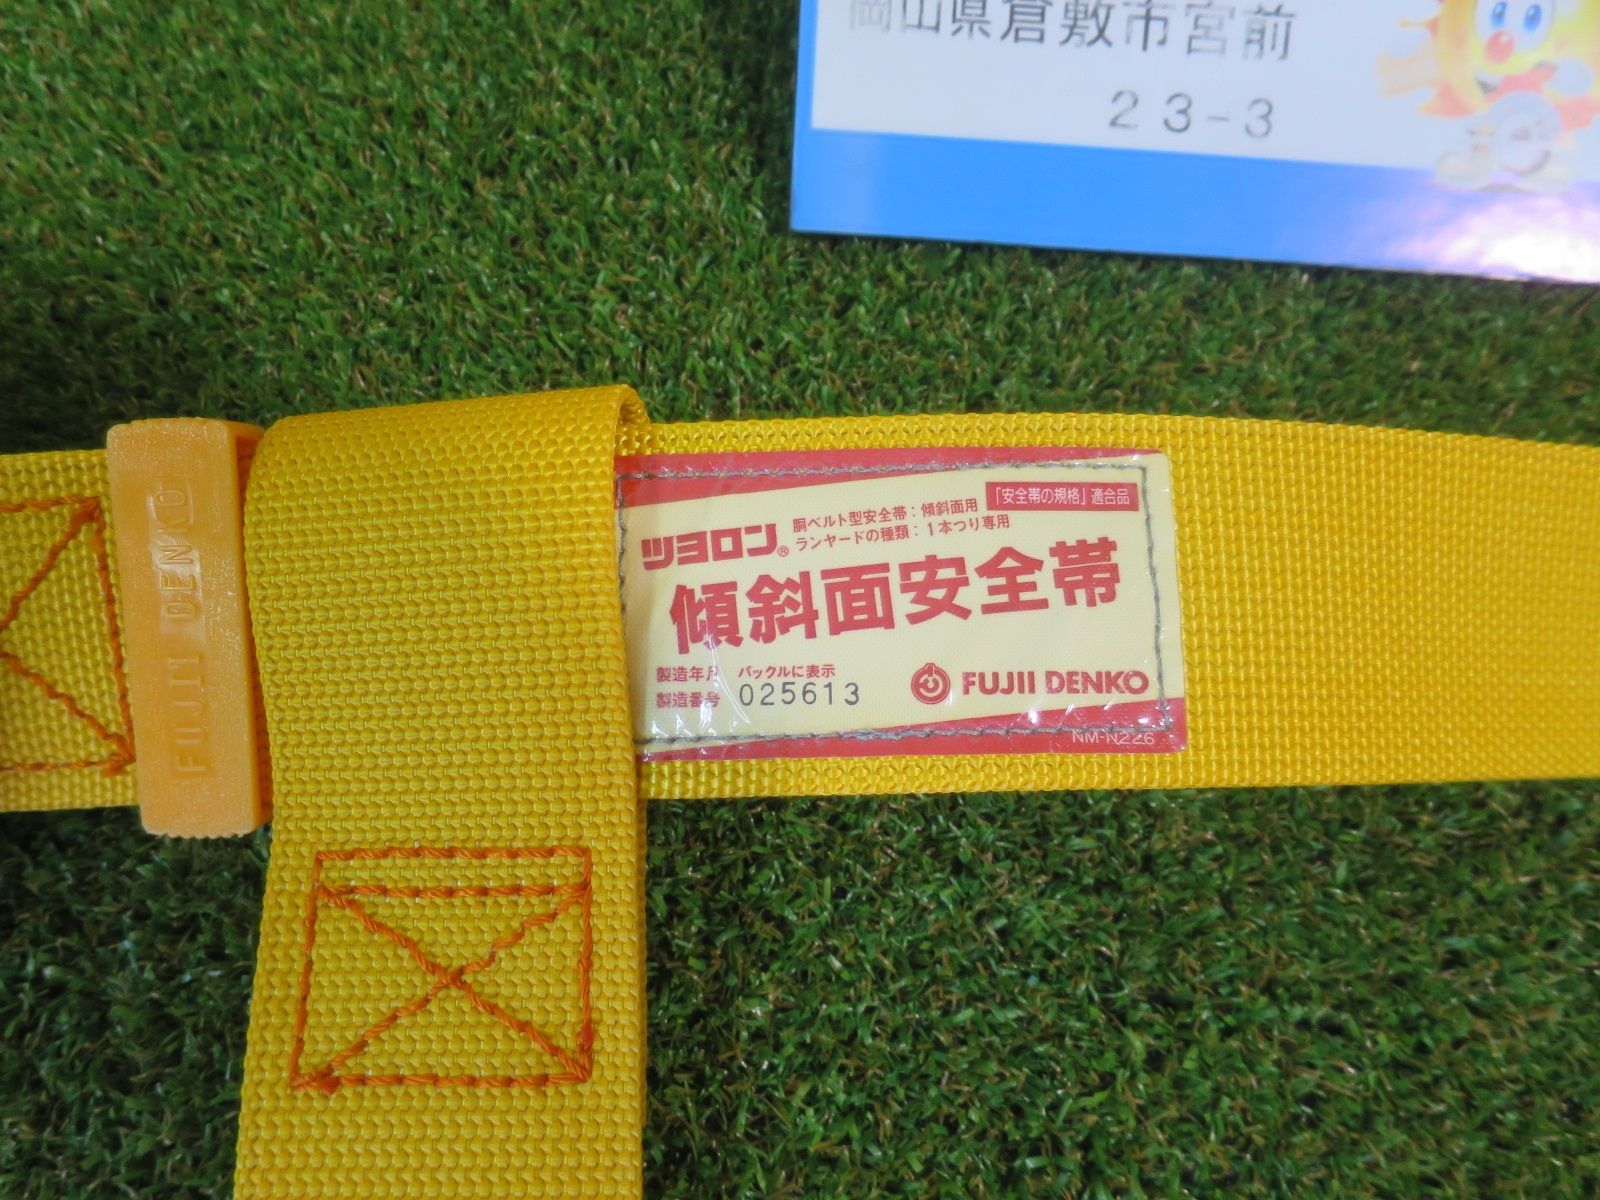 岡山県倉敷市宮前
23-3
FUJII DENKO
「安全帯の規格」適合品
ツヨロン®
胴ベルト型安全帯：傾斜面用
ランヤードの種類：1本つり専用
傾斜面安全帯
製造年月 バックルに表示
製造番号 025613
FUJII DENKO
NM-N226